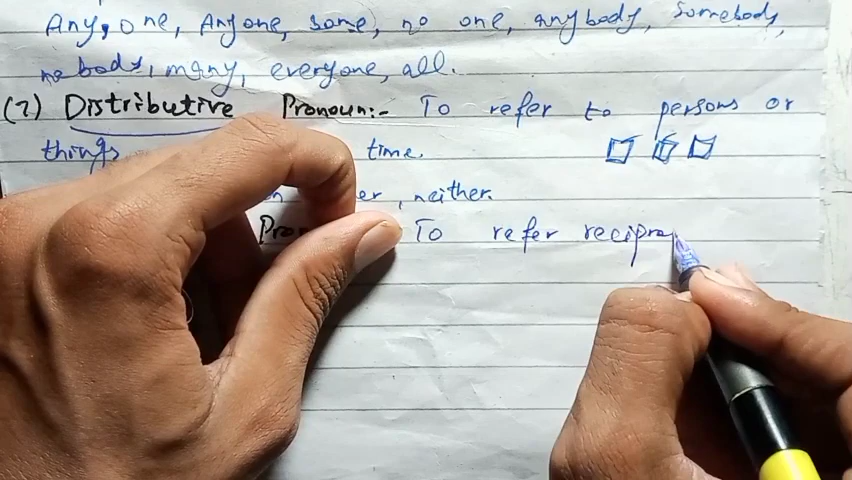 Any, one, Anyone, some, no one, anybody, Somebody,
nobody, many, everyone, all.
(7) Distributive Pronoun:- To refer to persons or
things time.
neither.
To refer recipro